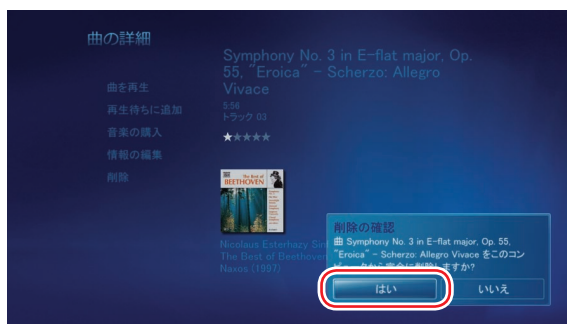 曲の詳細
Symphony No. 3 in E-flat major, Op.
55, "Eroica" - Scherzo: Allegro
Vivace
5:56
トラック 03
曲を再生
再生待ちに追加
音楽の購入
情報の編集
削除
The Best of
BEETHOVEN
Nicolaus Esterhazy Sin
The Best of Beethoven
Naxos (1997)
削除の確認
曲 Symphony No. 3 in E-flat major, Op. 55,
"Eroica" - Scherzo: Allegro Vivace をこのコン
ピュータから完全に削除しますか?
はい
いいえ